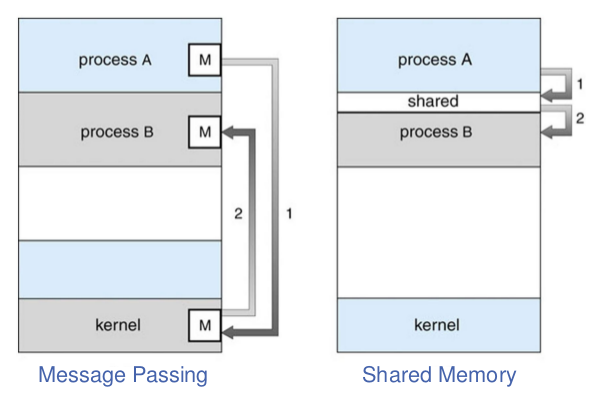 process A M
process B M
2 1
kernel M
Message Passing
process A
1
shared
2
process B
kernel
Shared Memory